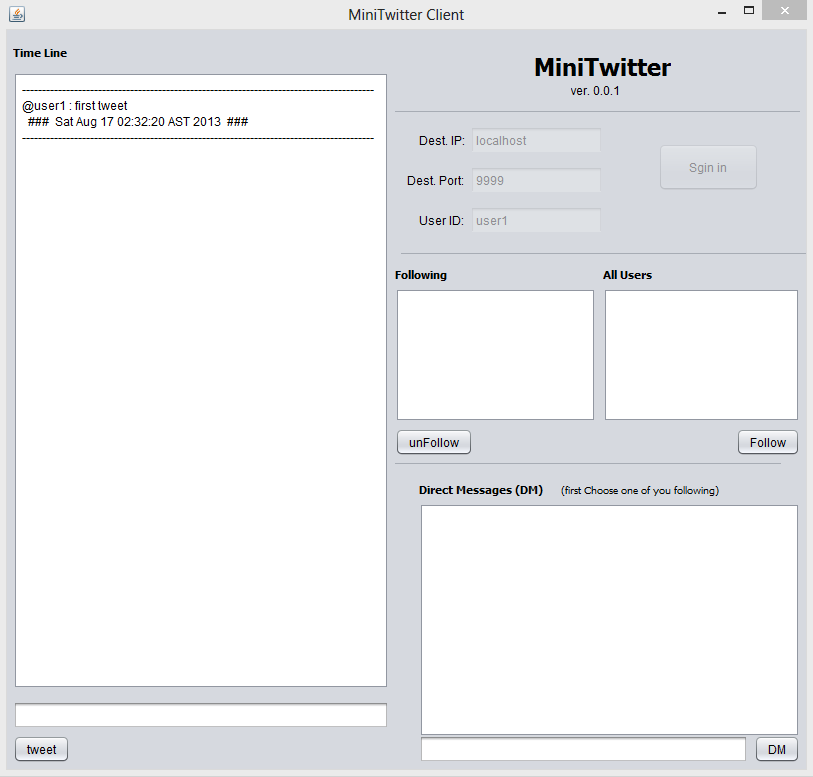 MiniTwitter Client
Time Line
--------------------------------------------------------------------------------------
@user1 : first tweet
### Sat Aug 17 02:32:20 AST 2013 ###
--------------------------------------------------------------------------------------
tweet
MiniTwitter
ver. 0.0.1
Dest. IP: localhost
Dest. Port: 9999
User ID: user1
Sgin in
Following
All Users
unFollow
Follow
Direct Messages (DM) (first Choose one of you following)
DM